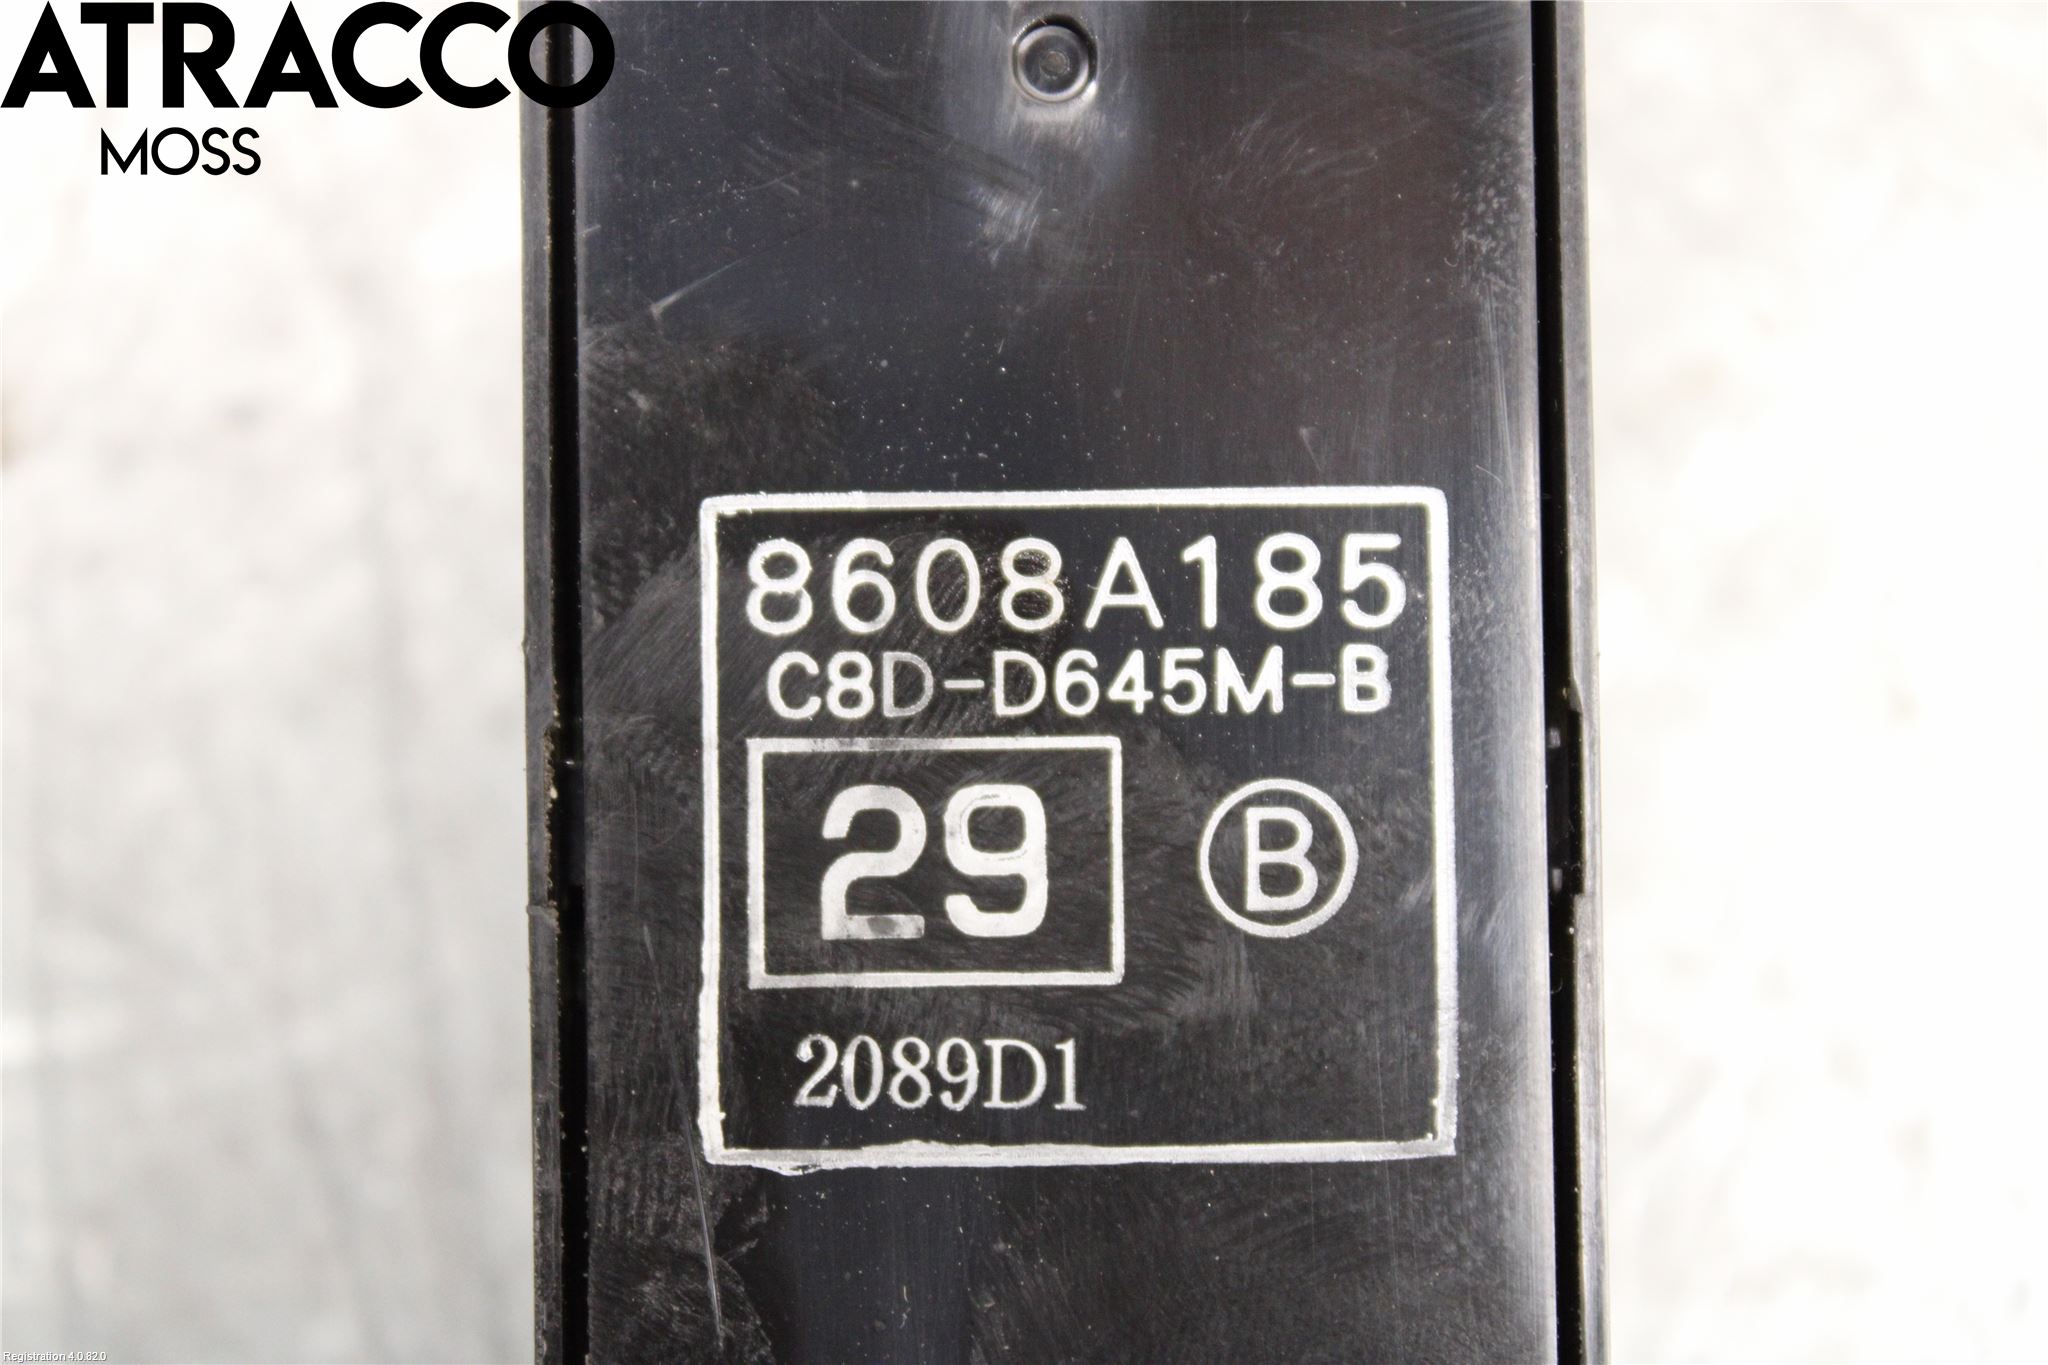 ATRACCO
MOSS
8608A185
C8D-D645M-B
29
B
2089D1
Registration 4.0.82.0